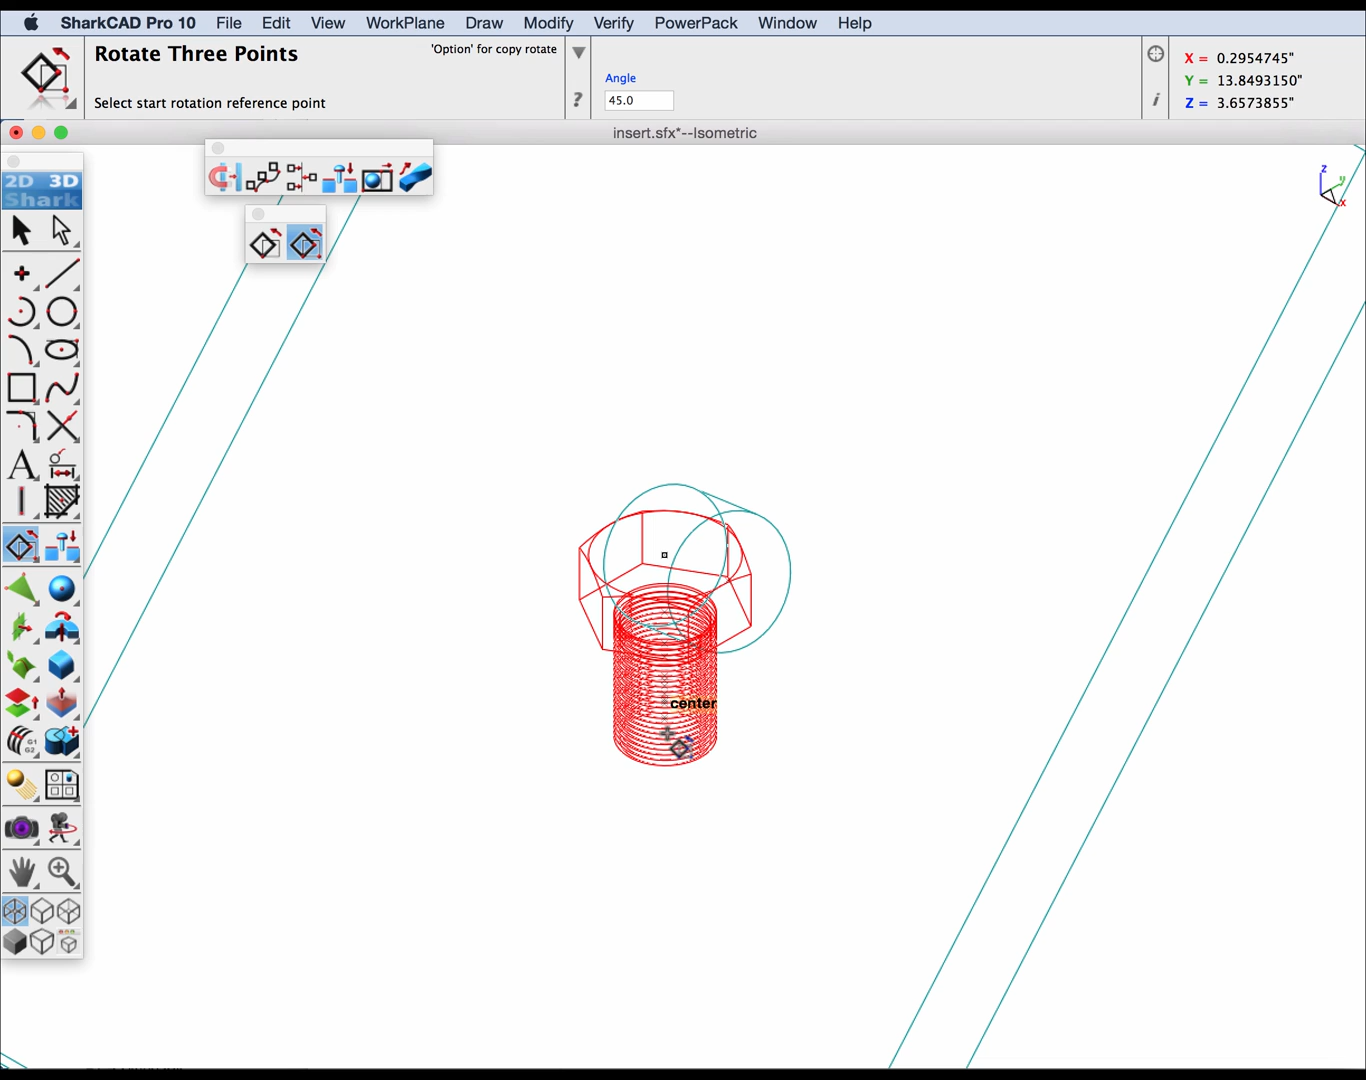 SharkCAD Pro 10 File Edit View WorkPlane Draw Modify Verify PowerPack Window Help
Rotate Three Points
'Option' for copy rotate
Select start rotation reference point
?
Angle
45.0
i
X = 0.2954745"
Y = 13.8493150"
Z = 3.6573855"
insert.sfx*--Isometric
2D 3D
Shark
A
G1
G2
z
y
x
center